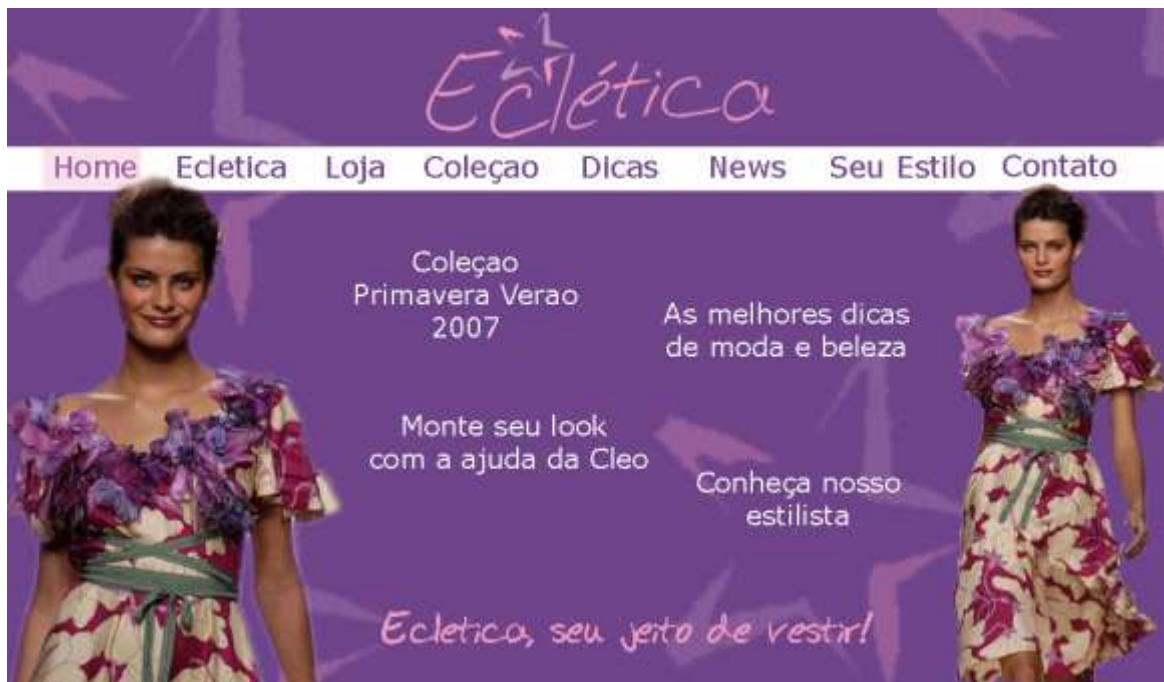 Eclética
Home Ecletica Loja Coleçao Dicas News Seu Estilo Contato
Coleçao
Primavera Verao
2007
As melhores dicas
de moda e beleza
Monte seu look
com a ajuda da Cleo
Conheça nosso
estilista
Ecletica, seu jeito de vestir!